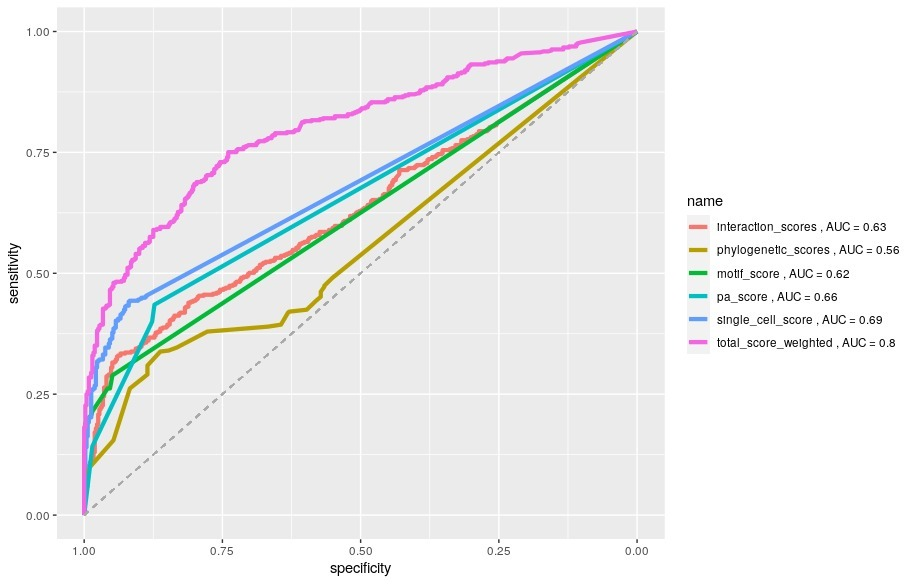 1.00
0.75
0.50
0.25
0.00
sensitivity
1.00 0.75 0.50 0.25 0.00
specificity
name
interaction_scores , AUC = 0.63
phylogenetic_scores , AUC = 0.56
motif_score , AUC = 0.62
pa_score , AUC = 0.66
single_cell_score , AUC = 0.69
total_score_weighted , AUC = 0.8